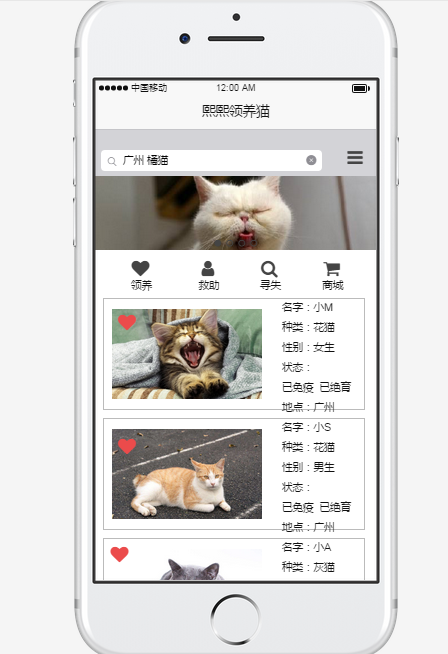 中国移动 12:00 AM
熙熙领养猫
广州 橘猫
领养 救助 寻失 商城
名字：小M
种类：花猫
性别：女生
状态：
已免疫 已绝育
地点：广州
名字：小S
种类：花猫
性别：男生
状态：
已免疫 已绝育
地点：广州
名字：小A
种类：灰猫